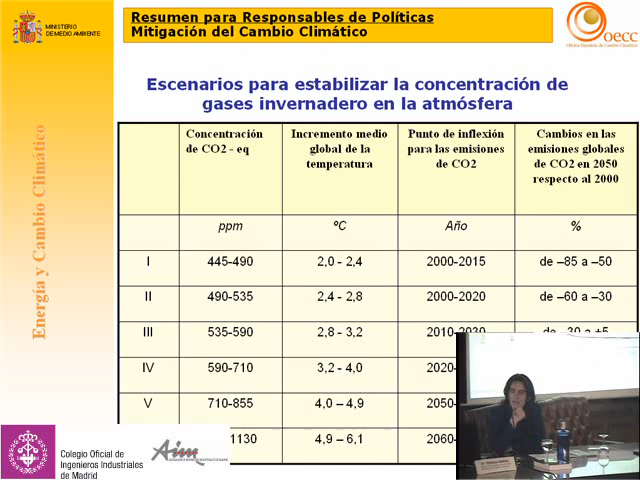 MINISTERIO
DE MEDIO AMBIENTE
Resumen para Responsables de Políticas
Mitigación del Cambio Climático
oecc
Oficina Española de Cambio Climático
Energía y Cambio Climático
Escenarios para estabilizar la concentración de
gases invernadero en la atmósfera
Concentración de CO2 - eq
Incremento medio global de la temperatura
Punto de inflexión para las emisiones de CO2
Cambios en las emisiones globales de CO2 en 2050 respecto al 2000
ppm ºC Año %
I 445-490 2,0 - 2,4 2000-2015 de –85 a –50
II 490-535 2,4 - 2,8 2000-2020 de –60 a –30
III 535-590 2,8 - 3,2 2010-2030 de –30 a +5
IV 590-710 3,2 - 4,0 2020-
V 710-855 4,0 – 4,9 2050-
1130 4,9 – 6,1 2060-
Colegio Oficial de
Ingenieros Industriales
de Madrid
Aim